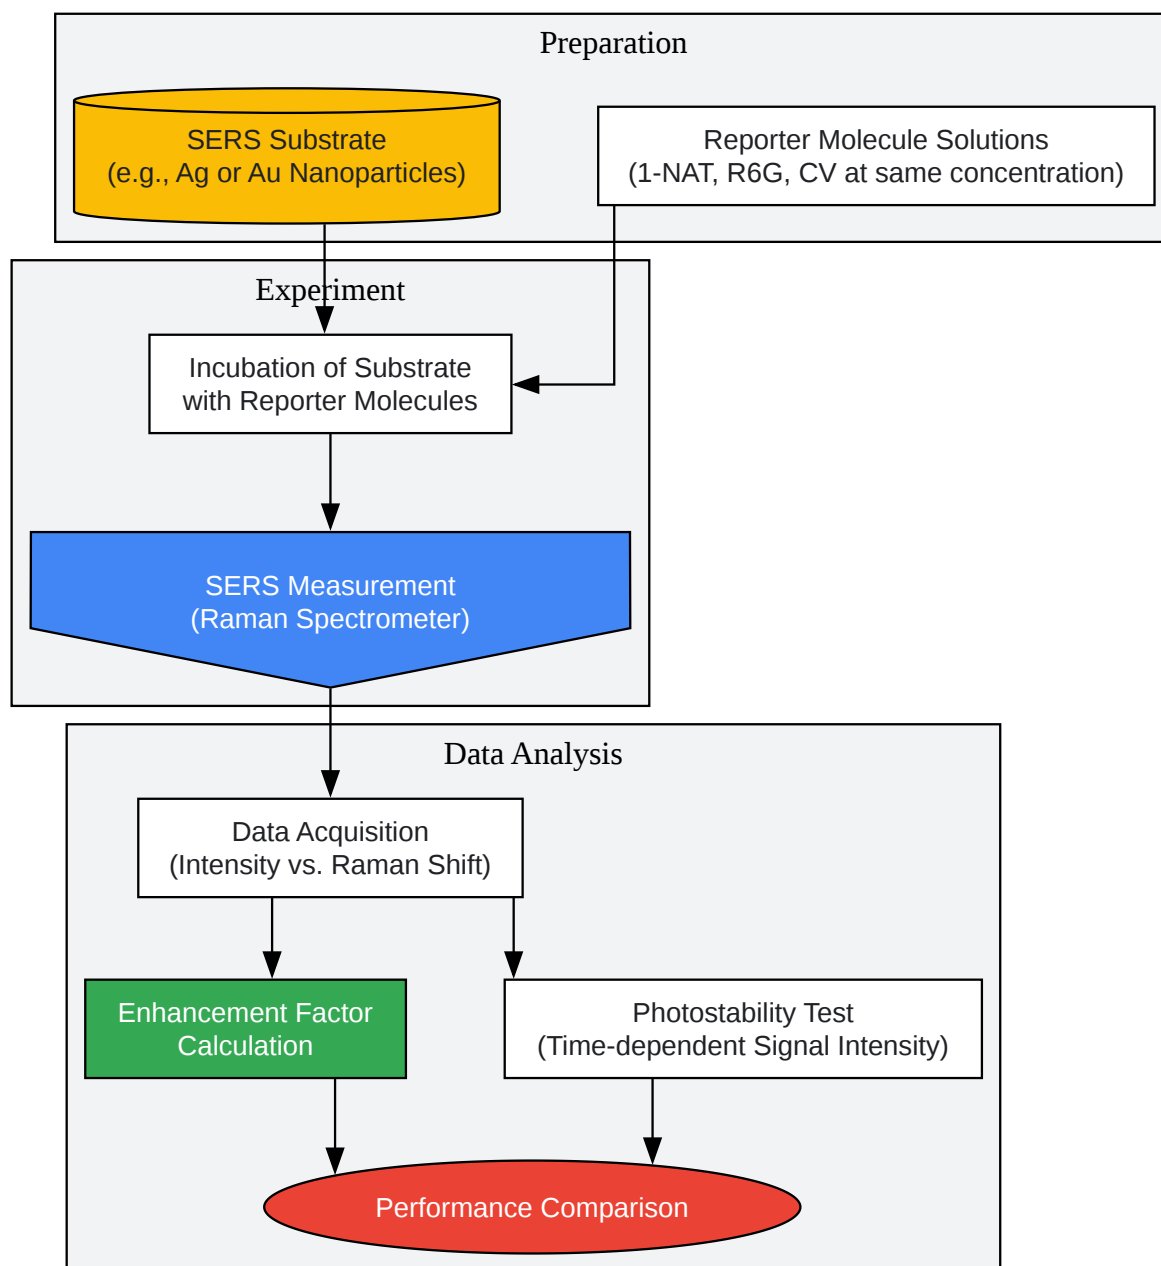 Preparation
SERS Substrate
(e.g., Ag or Au Nanoparticles)
Reporter Molecule Solutions
(1-NAT, R6G, CV at same concentration)
Experiment
Incubation of Substrate
with Reporter Molecules
SERS Measurement
(Raman Spectrometer)
Data Analysis
Data Acquisition
(Intensity vs. Raman Shift)
Enhancement Factor
Calculation
Photostability Test
(Time-dependent Signal Intensity)
Performance Comparison